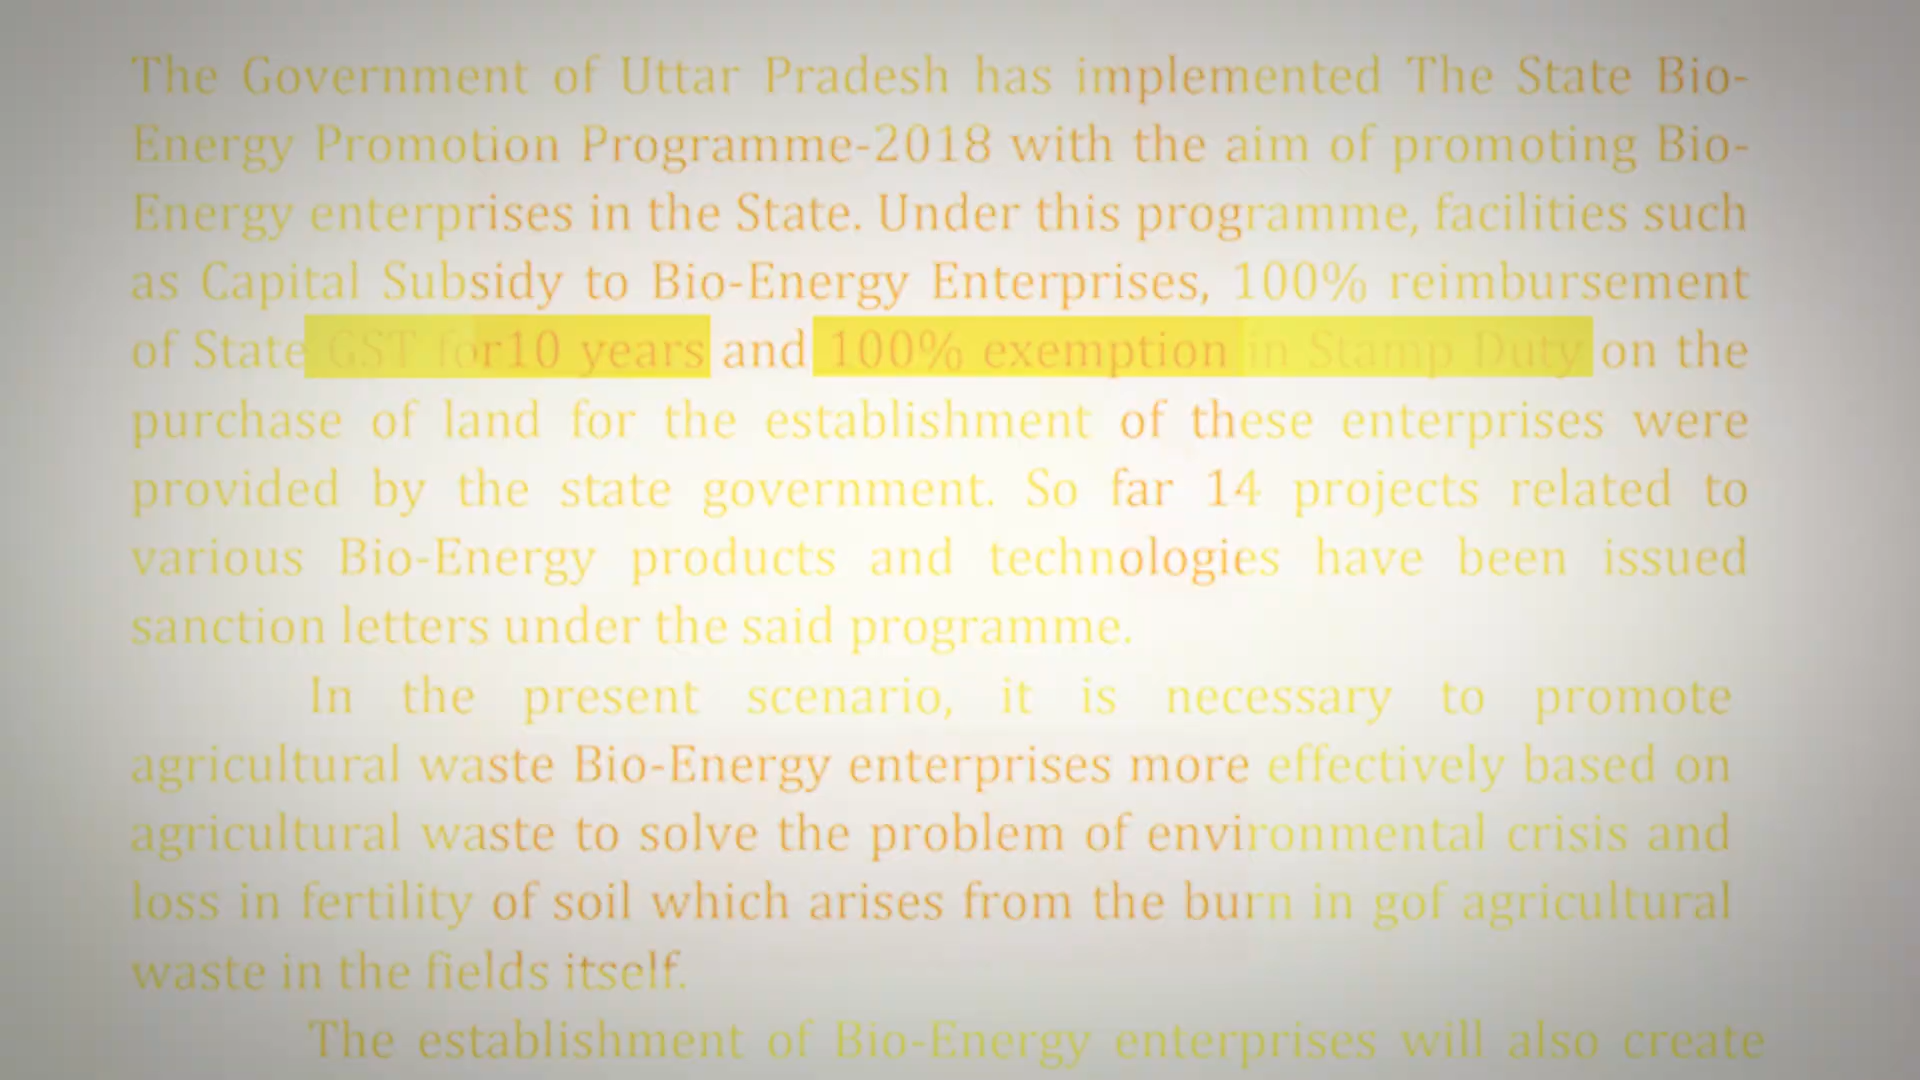 The Government of Uttar Pradesh has implemented The State Bio-
Energy Promotion Programme-2018 with the aim of promoting Bio-
Energy enterprises in the State. Under this programme, facilities such
as Capital Subsidy to Bio-Energy Enterprises, 100% reimbursement
of State GST for10 years and 100% exemption in Stamp Duty on the
purchase of land for the establishment of these enterprises were
provided by the state government. So far 14 projects related to
various Bio-Energy products and technologies have been issued
sanction letters under the said programme.
In the present scenario, it is necessary to promote
agricultural waste Bio-Energy enterprises more effectively based on
agricultural waste to solve the problem of environmental crisis and
loss in fertility of soil which arises from the burn in gof agricultural
waste in the fields itself.
The establishment of Bio-Energy enterprises will also create